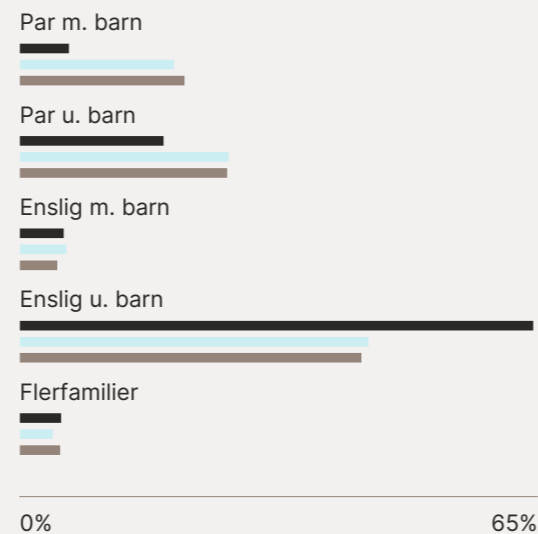 Par m. barn
Par u. barn
Enslig m. barn
Enslig u. barn
Flerfamilier
0% 65%